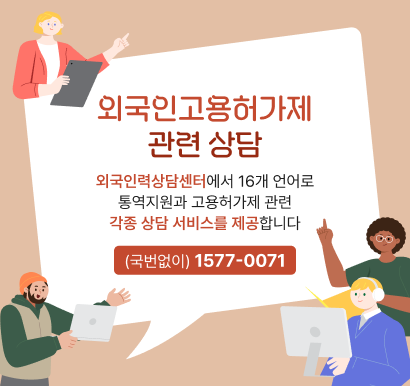 외국인고용허가제
관련 상담
외국인력상담센터에서 16개 언어로
통역지원과 고용허가제 관련
각종 상담 서비스를 제공합니다
(국번없이) 1577-0071